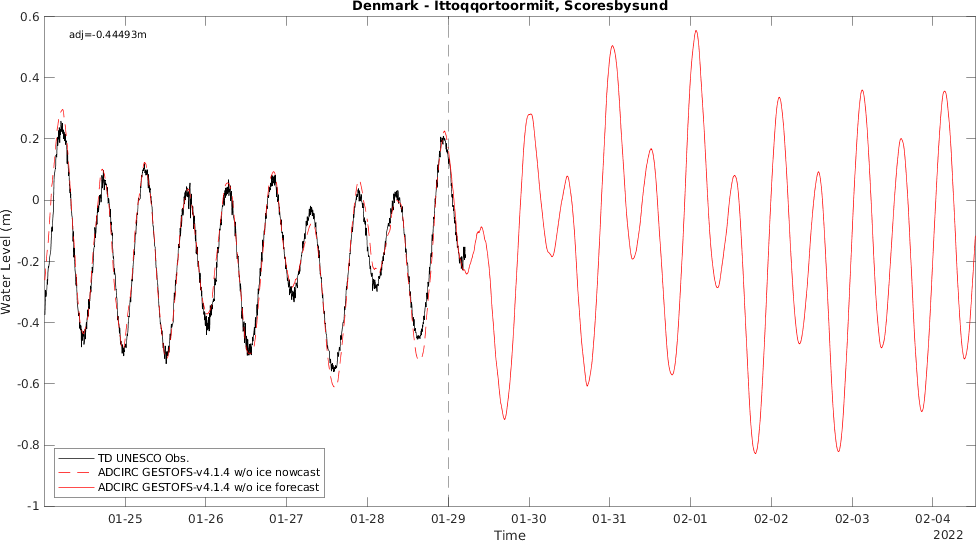 Denmark - Ittoqqortoormiit, Scoresbysund
adj=-0.44493m
0.6
0.4
0.2
0
-0.2
-0.4
-0.6
-0.8
-1
Water Level (m)
TD UNESCO Obs.
ADCIRC GESTOFS-v4.1.4 w/o ice nowcast
ADCIRC GESTOFS-v4.1.4 w/o ice forecast
01-25 01-26 01-27 01-28 01-29 01-30 01-31 02-01 02-02 02-03 02-04
Time
2022